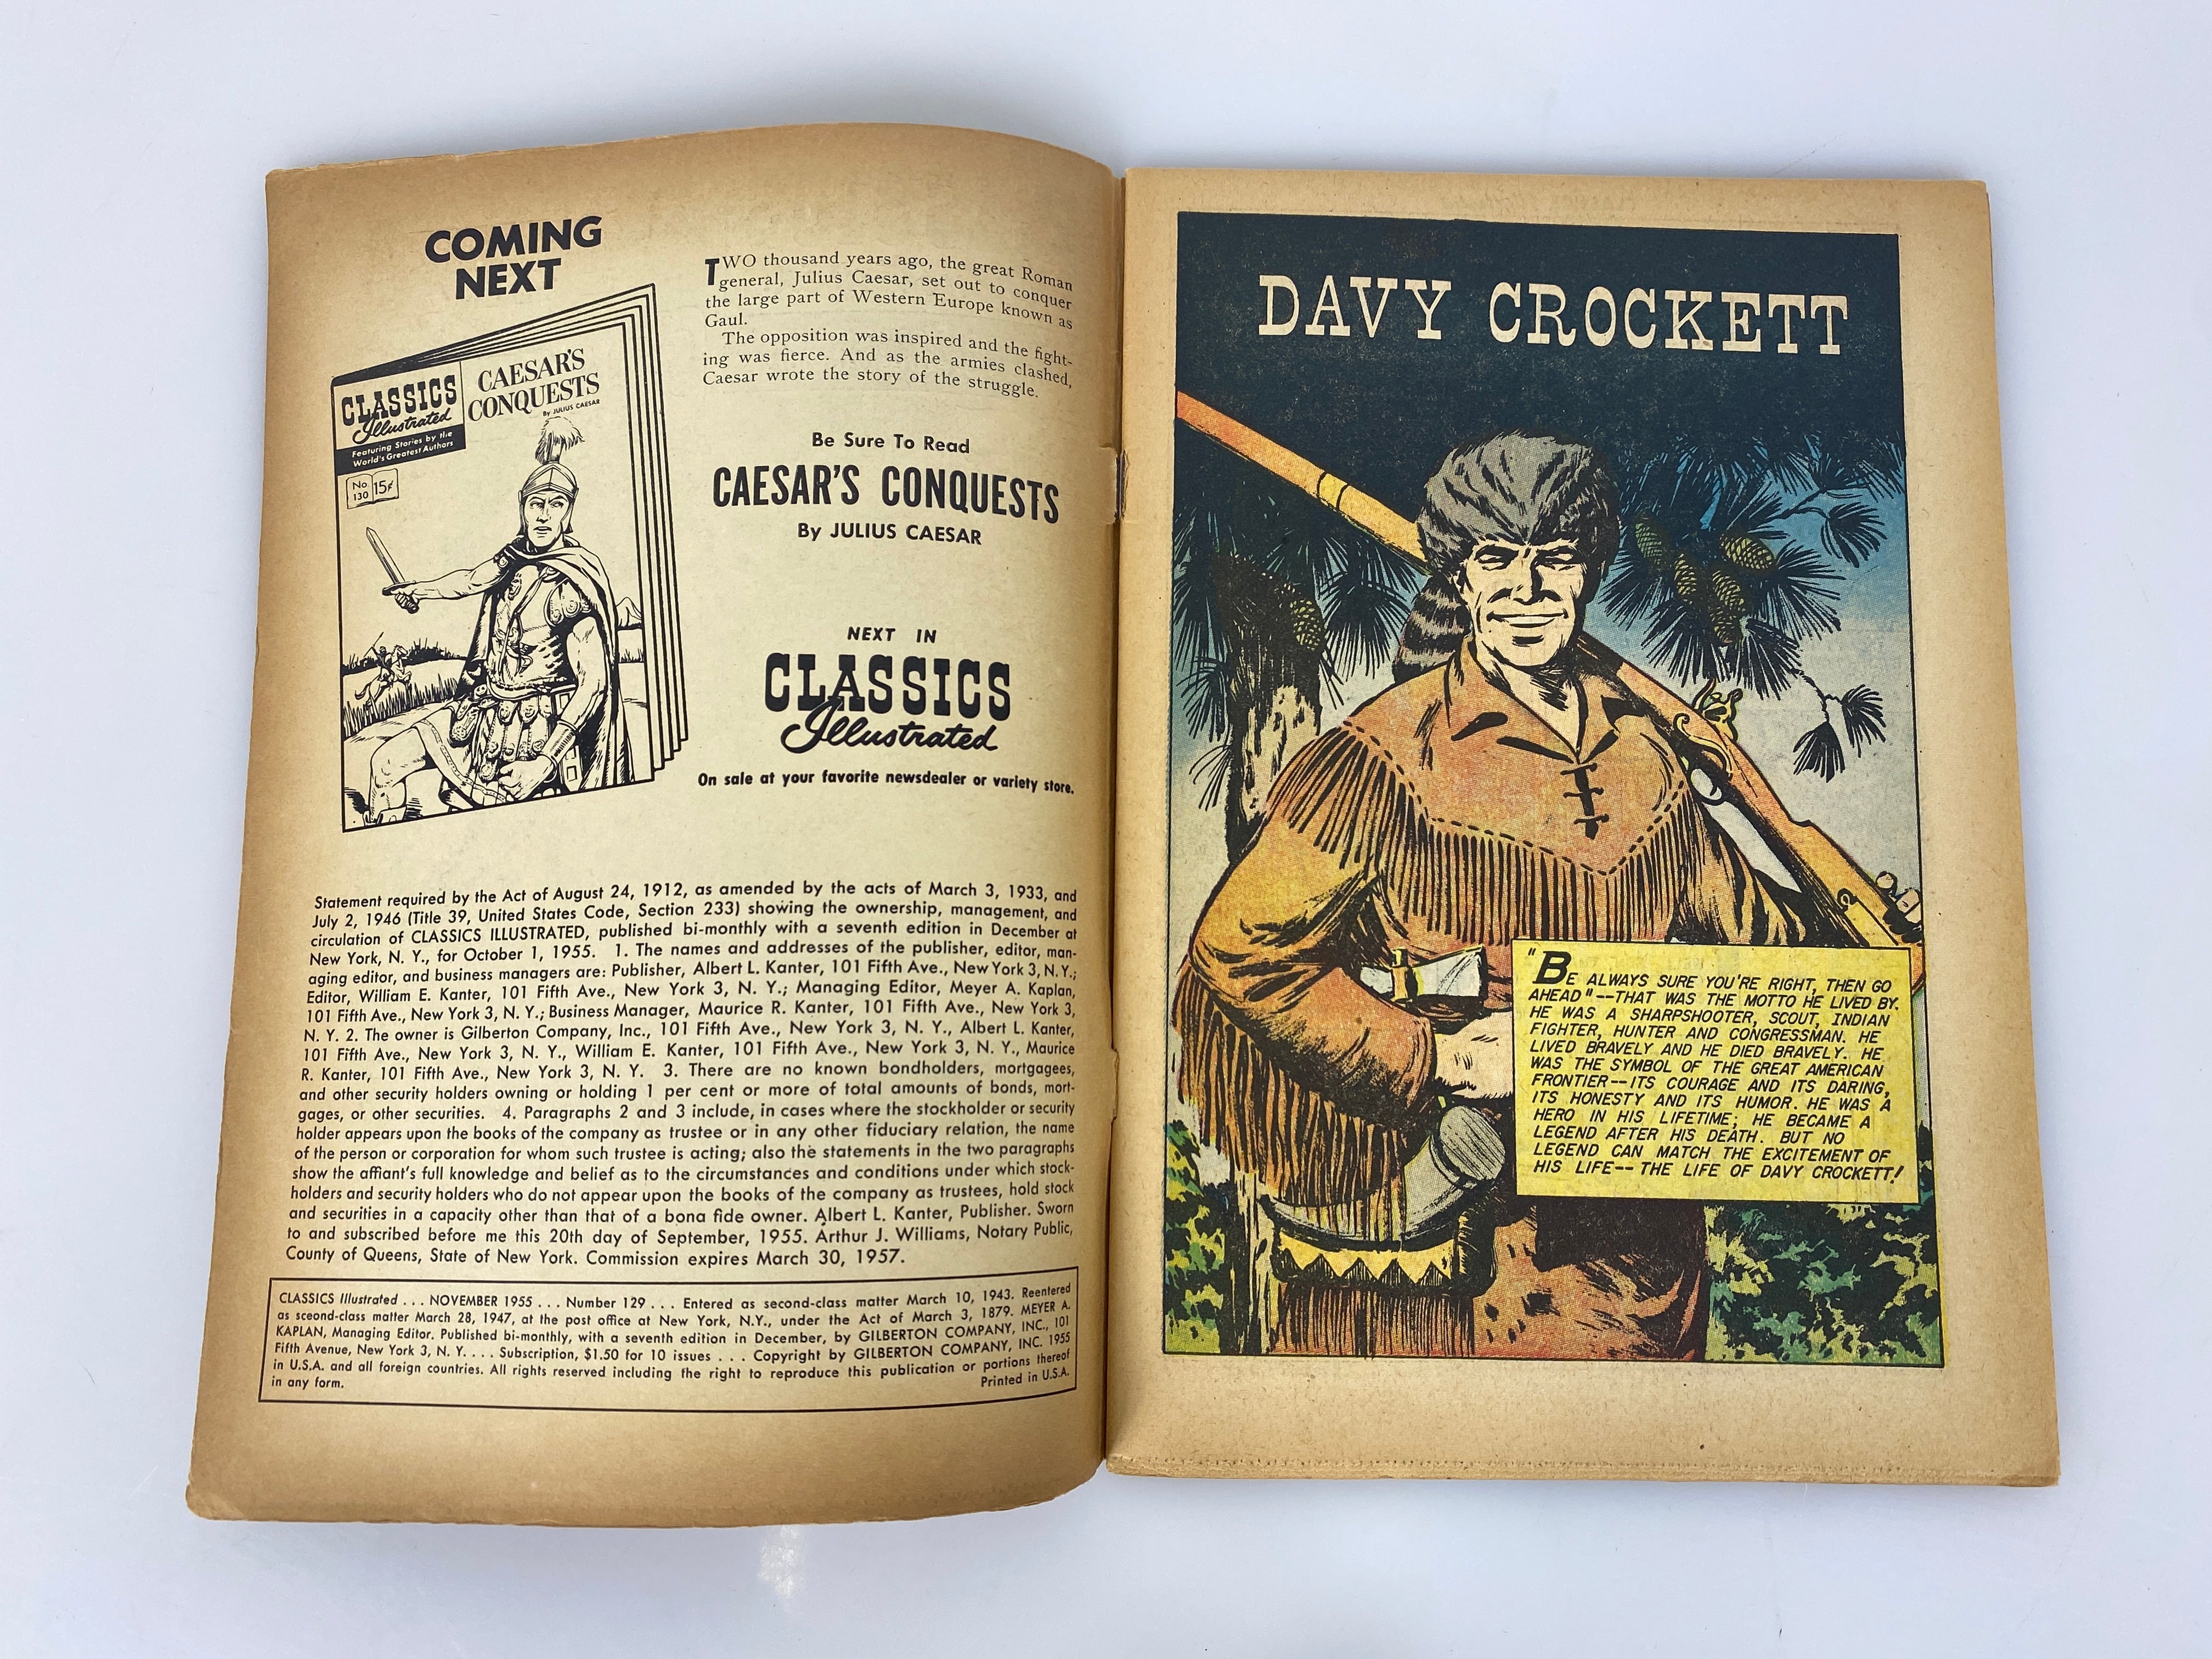 COMING
NEXT
CLASSICS
Illustrated
Featuring Stories by the
World's Greatest Authors
No
130
15¢
CAESAR'S
CONQUESTS
By JULIUS CAESAR
TWO thousand years ago, the great Roman
general, Julius Caesar, set out to conquer
the large part of Western Europe known as
Gaul.
The opposition was inspired and the fight-
ing was fierce. And as the armies clashed,
Caesar wrote the story of the struggle.
Be Sure To Read
CAESAR'S CONQUESTS
By JULIUS CAESAR
NEXT IN
CLASSICS
Illustrated
On sale at your favorite newsdealer or variety store.
Statement required by the Act of August 24, 1912, as amended by the acts of March 3, 1933, and
July 2, 1946 (Title 39, United States Code, Section 233) showing the ownership, management, and
circulation of CLASSICS ILLUSTRATED, published bi-monthly with a seventh edition in December at
New York, N. Y., for October 1, 1955. 1. The names and addresses of the publisher, editor, man-
aging editor, and business managers are: Publisher, Albert L. Kanter, 101 Fifth Ave., New York 3, N.Y.;
Editor, William E. Kanter, 101 Fifth Ave., New York 3, N. Y.; Managing Editor, Meyer A. Kaplan,
101 Fifth Ave., New York 3, N. Y.; Business Manager, Maurice R. Kanter, 101 Fifth Ave., New York 3,
N. Y. 2. The owner is Gilberton Company, Inc., 101 Fifth Ave., New York 3, N. Y., Albert L. Kanter,
101 Fifth Ave., New York 3, N. Y., William E. Kanter, 101 Fifth Ave., New York 3, N. Y., Maurice
R. Kanter, 101 Fifth Ave., New York 3, N. Y. 3. There are no known bondholders, mortgagees,
and other security holders owning or holding 1 per cent or more of total amounts of bonds, mort-
gages, or other securities. 4. Paragraphs 2 and 3 include, in cases where the stockholder or security
holder appears upon the books of the company as trustee or in any other fiduciary relation, the name
of the person or corporation for whom such trustee is acting; also the statements in the two paragraphs
show the affiant's full knowledge and belief as to the circumstances and conditions under which stock-
holders and security holders who do not appear upon the books of the company as trustees, hold stock
and securities in a capacity other than that of a bona fide owner. Albert L. Kanter, Publisher. Sworn
to and subscribed before me this 20th day of September, 1955. Arthur J. Williams, Notary Public,
County of Queens, State of New York. Commission expires March 30, 1957.
CLASSICS Illustrated . . . NOVEMBER 1955 . . . Number 129 . . . Entered as second-class matter March 10, 1943. Reentered
as sceond-class matter March 28, 1947, at the post office at New York, N.Y., under the Act of March 3, 1879. MEYER A.
KAPLAN, Managing Editor. Published bi-monthly, with a seventh edition in December, by GILBERTON COMPANY, INC., 101
Fifth Avenue, New York 3, N. Y. . . . Subscription, $1.50 for 10 issues . . . Copyright by GILBERTON COMPANY, INC. 1955
in U.S.A. and all foreign countries. All rights reserved including the right to reproduce this publication or portions thereof
in any form. Printed in U.S.A.
DAVY CROCKETT
"BE ALWAYS SURE YOU'RE RIGHT, THEN GO
AHEAD"--THAT WAS THE MOTTO HE LIVED BY.
HE WAS A SHARPSHOOTER, SCOUT, INDIAN
FIGHTER, HUNTER AND CONGRESSMAN. HE
LIVED BRAVELY AND HE DIED BRAVELY. HE
WAS THE SYMBOL OF THE GREAT AMERICAN
FRONTIER--ITS COURAGE AND ITS DARING,
ITS HONESTY AND ITS HUMOR. HE WAS A
HERO IN HIS LIFETIME; HE BECAME A
LEGEND AFTER HIS DEATH. BUT NO
LEGEND CAN MATCH THE EXCITEMENT OF
HIS LIFE--THE LIFE OF DAVY CROCKETT!